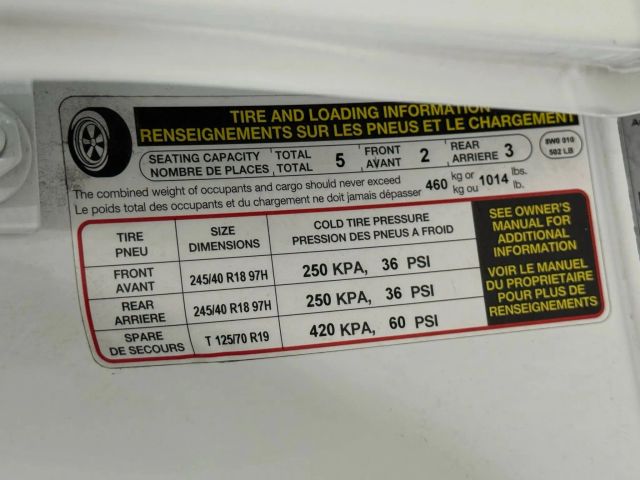 TIRE AND LOADING INFORMATION
RENSEIGNEMENTS SUR LES PNEUS ET LE CHARGEMENT
SEATING CAPACITY TOTAL 5 FRONT 2 REAR 3
NOMBRE DE PLACES TOTAL AVANT ARRIERE
8W0 010
502 LB
The combined weight of occupants and cargo should never exceed 460 kg or 1014 lbs.
Le poids total des occupants et du chargement ne doit jamais dépasser kg ou lb.
TIRE SIZE COLD TIRE PRESSURE
PNEU DIMENSIONS PRESSION DES PNEUS A FROID
FRONT
AVANT 245/40 R18 97H 250 KPA, 36 PSI
REAR
ARRIERE 245/40 R18 97H 250 KPA, 36 PSI
SPARE
DE SECOURS T 125/70 R19 420 KPA, 60 PSI
SEE OWNER'S
MANUAL FOR
ADDITIONAL
INFORMATION
VOIR LE MANUEL
DU PROPRIETAIRE
POUR PLUS DE
RENSEIGNEMENTS